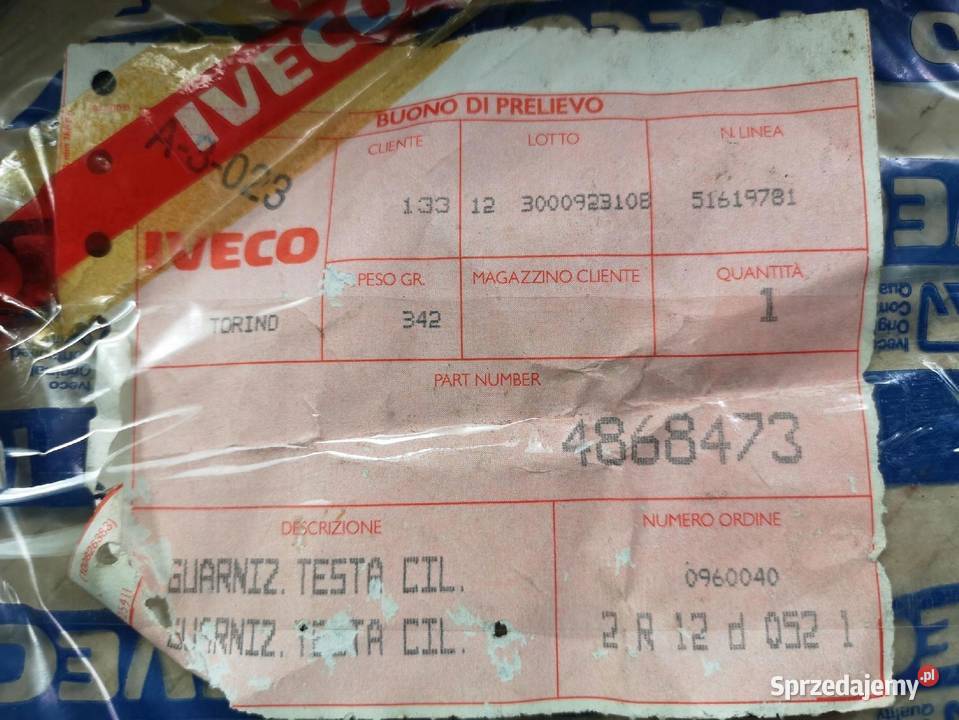 IVECO
BUONO DI PRELIEVO
A-3-023
CLIENTE LOTTO N. LINEA
133 12 3000923108 51619781
IVECO
PESO GR. MAGAZZINO CLIENTE QUANTITÀ
TORINO 342 1
PART NUMBER
4868473
DESCRIZIONE NUMERO ORDINE
GUARNIZ. TESTA CIL. 0960040
GUARNIZ. TESTA CIL. 2 R 12 d 052 1
Sprzedajemy.pl